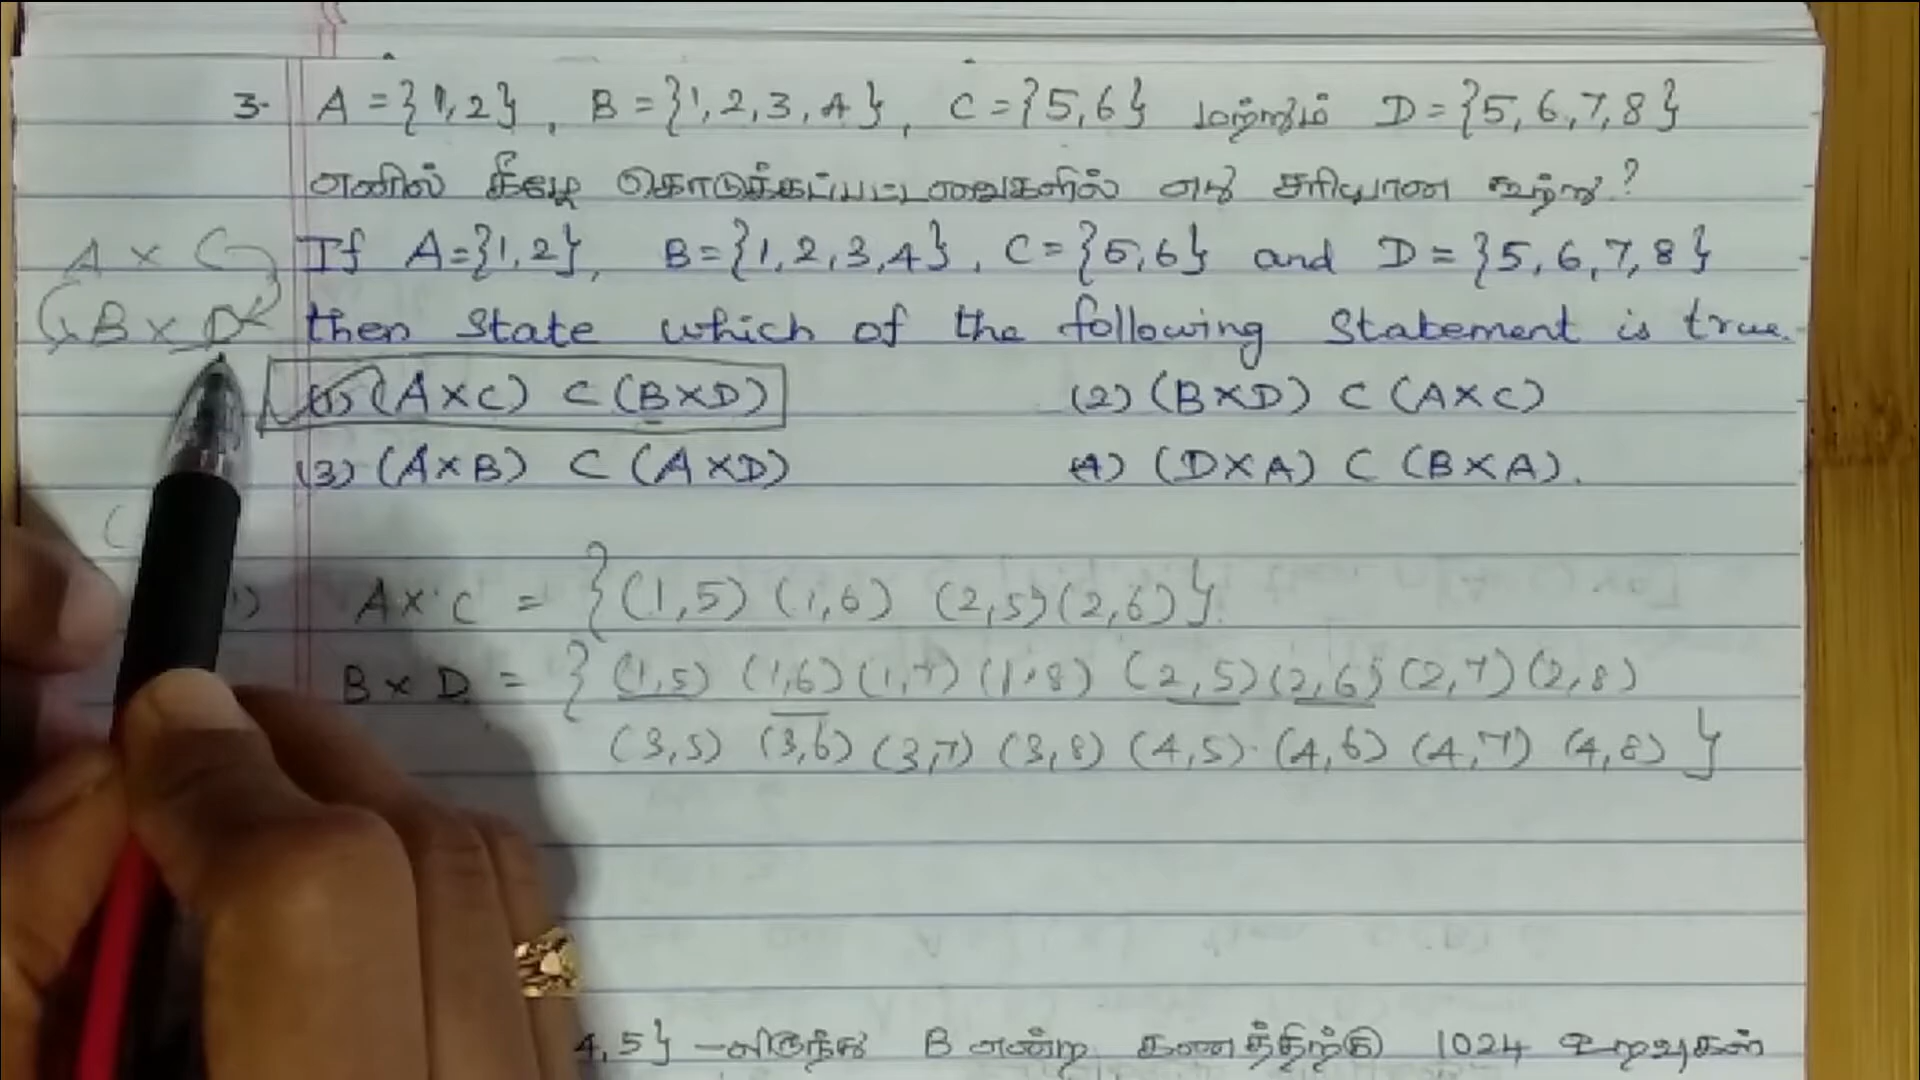 3. A = {1,2}, B = {1,2,3,4}, C = {5,6} மற்றும் D = {5,6,7,8}
எனில் கீழே கொடுக்கப்பட்டவைகளில் எது சரியான கூற்று?
If A={1,2}, B={1,2,3,4}, C={5,6} and D={5,6,7,8}
then State which of the following Statement is true.
A × C
B × D
(1) (A×C) ⊂ (B×D) (2) (B×D) ⊂ (A×C)
(3) (A×B) ⊂ (A×D) (4) (D×A) ⊂ (B×A).
A × C = {(1,5) (1,6) (2,5) (2,6)}
B × D = { (1,5) (1,6) (1,7) (1,8) (2,5) (2,6) (2,7) (2,8)
(3,5) (3,6) (3,7) (3,8) (4,5) (4,6) (4,7) (4,8) }
4,5} -லிருந்து B என்ற கணத்திற்கு 1024 உறவுகள்